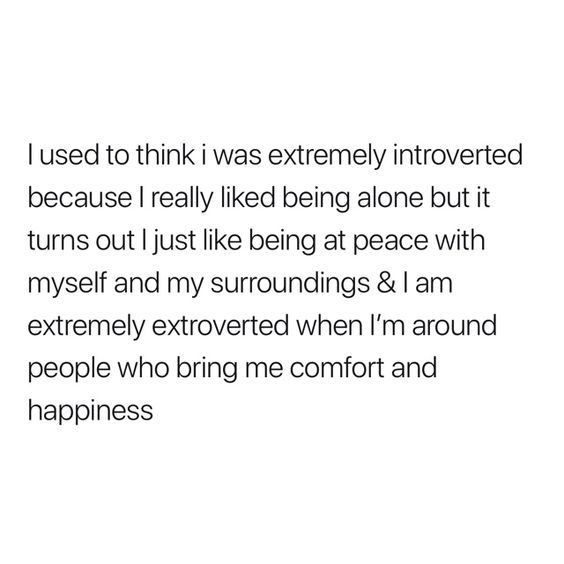 I used to think i was extremely introverted
because I really liked being alone but it
turns out I just like being at peace with
myself and my surroundings & I am
extremely extroverted when I'm around
people who bring me comfort and
happiness